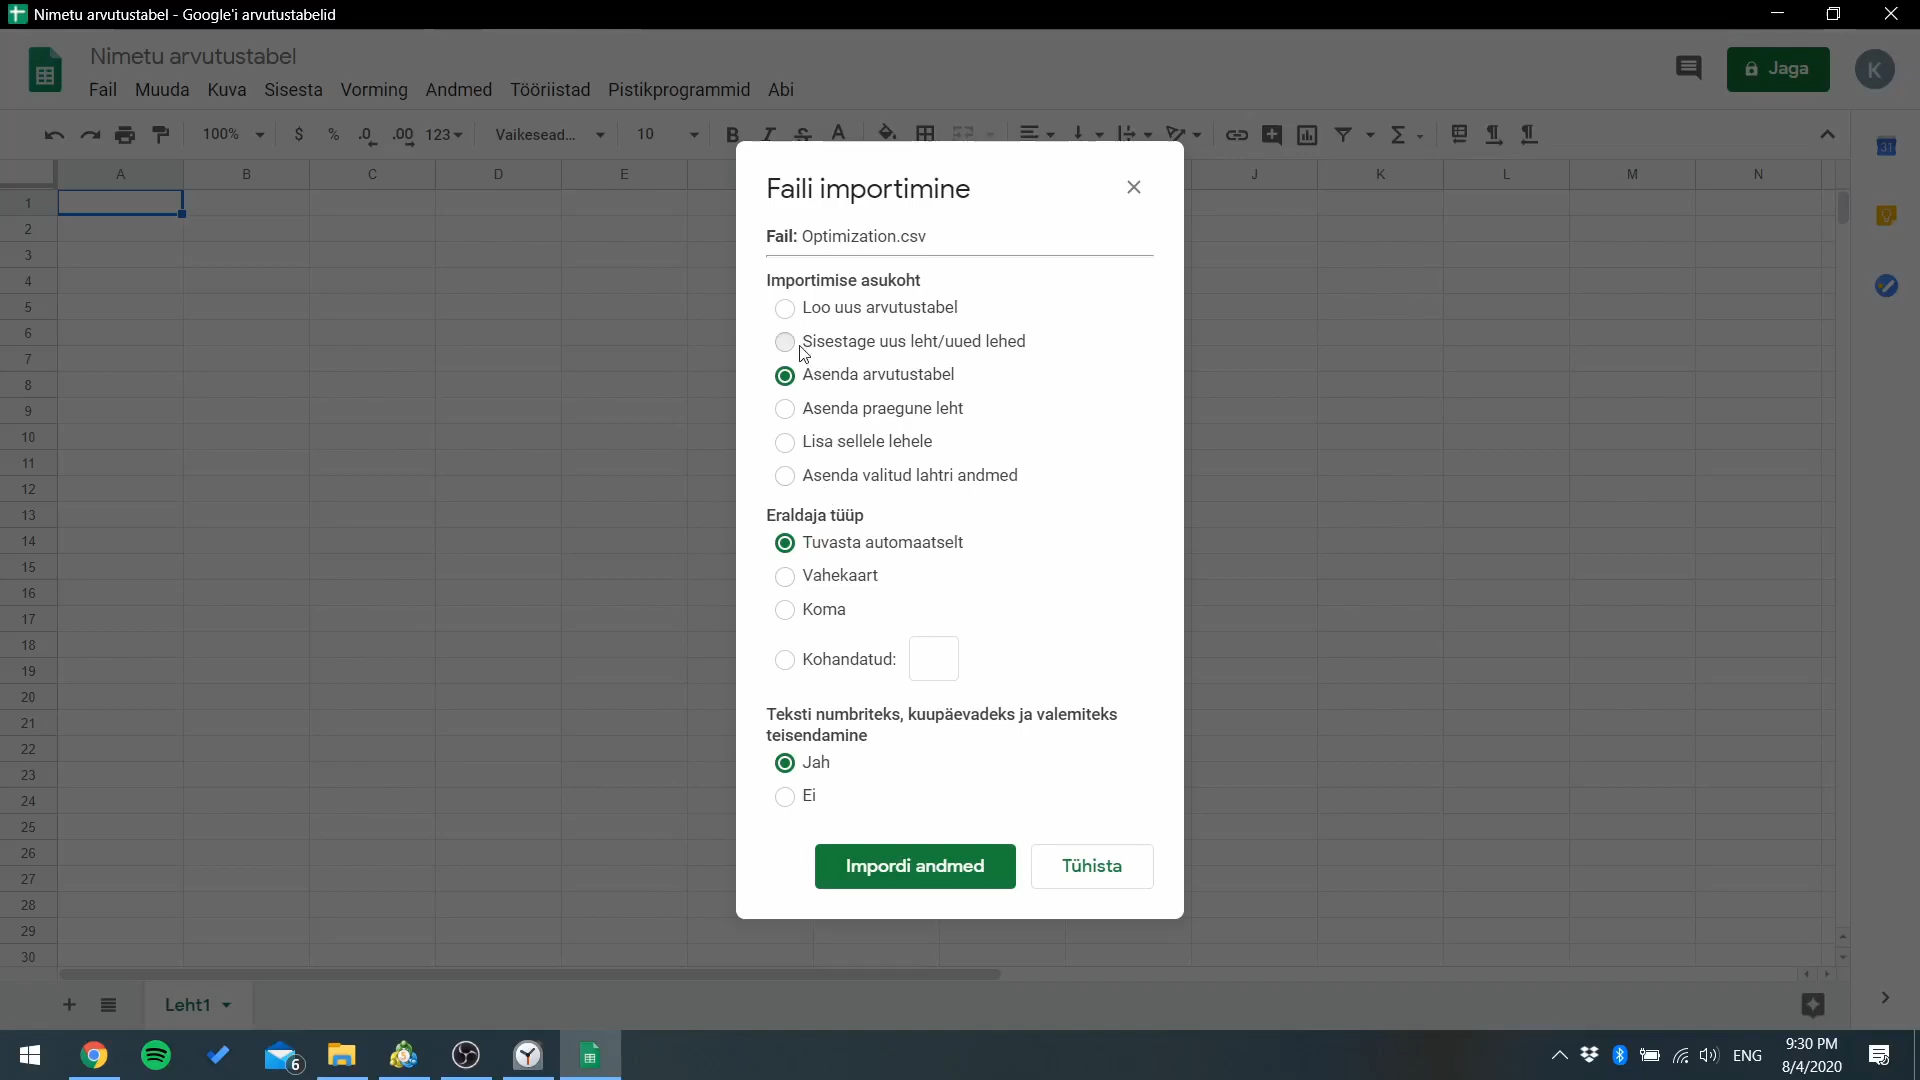 Nimetu arvutustabel - Google'i arvutustabelid
Nimetu arvutustabel
Fail Muuda Kuva Sisesta Vorming Andmed Tööriistad Pistikprogrammid Abi
Jaga
K
100% $ % .0 .00 123 Vaikesead... 10 B I S A Σ
31
A B C D E J K L M N
1
2
3
4
5
6
7
8
9
10
11
12
13
14
15
16
17
18
19
20
21
22
23
24
25
26
27
28
29
30
Faili importimine
Fail: Optimization.csv
Importimise asukoht
Loo uus arvutustabel
Sisestage uus leht/uued lehed
Asenda arvutustabel
Asenda praegune leht
Lisa sellele lehele
Asenda valitud lahtri andmed
Eraldaja tüüp
Tuvasta automaatselt
Vahekaart
Koma
Kohandatud:
Teksti numbriteks, kuupäevadeks ja valemiteks
teisendamine
Jah
Ei
Impordi andmed Tühista
Leht1
6
ENG
9:30 PM
8/4/2020